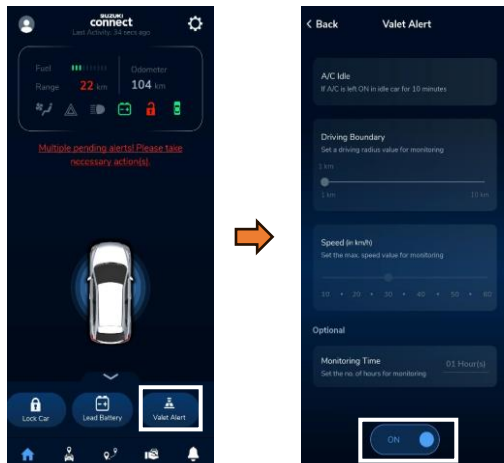 SUZUKI
connect
Last Activity: 34 secs ago
Fuel
Range 22 km
Odometer
104 km
Multiple pending alerts! Please take
necessary action(s).
Lock Car
Lead Battery
Valet Alert
< Back
Valet Alert
A/C Idle
If A/C is left ON in idle car for 10 minutes
Driving Boundary
Set a driving radius value for monitoring
1 km
1 km 10 km
Speed (in km/h)
Set the max. speed value for monitoring
10 • 20 • 30 • 40 • 50 • 60
Optional
Monitoring Time
Set the no. of hours for monitoring
01 Hour(s)
ON